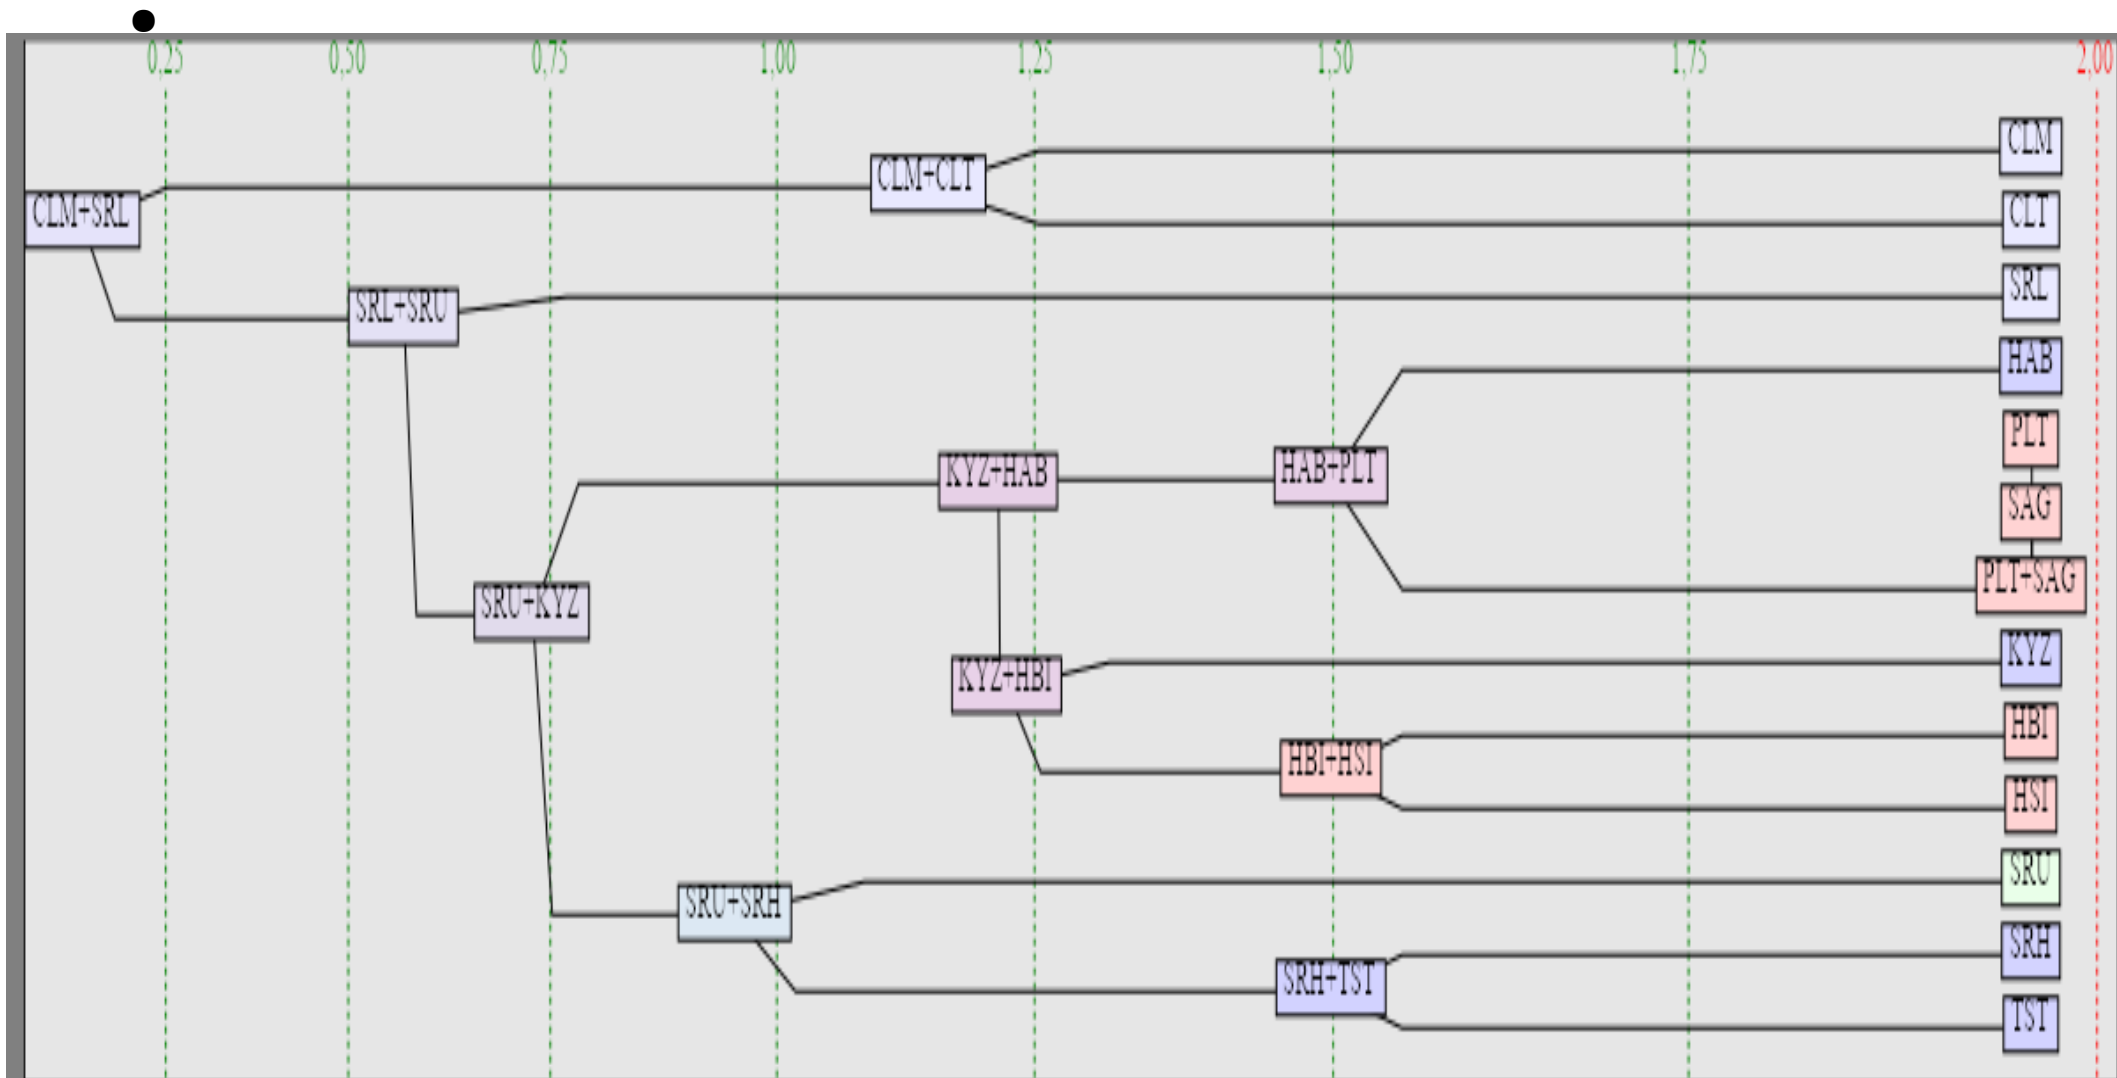 0,25 0,50 0,75 1,00 1,25 1,50 1,75 2,00
CLM
CLM+CLT
CLM+SRL
CLT
SRL
SRL+SRU
HAB
PLT
KYZ+HAB
HAB+PLT
SAG
PLT+SAG
SRU+KYZ
KYZ
KYZ+HBI
HBI
HBI+HSI
HSI
SRU
SRU+SRH
SRH
SRH+TST
TST